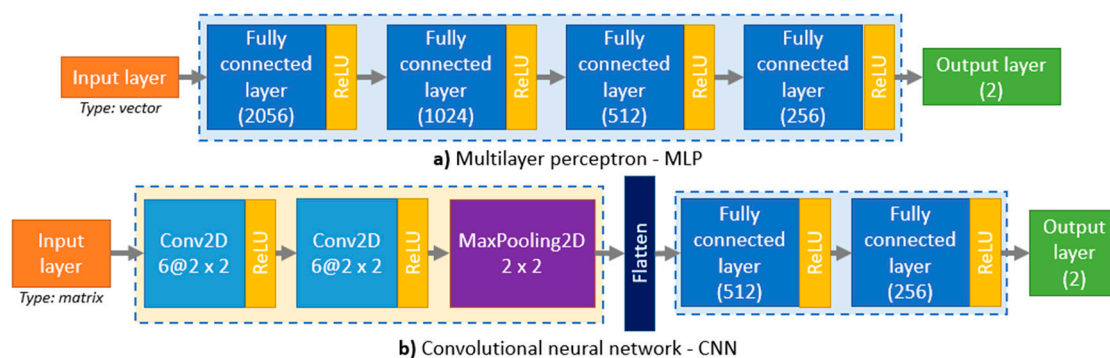 Input layer
Type: vector
Fully
connected
layer
(2056)
ReLU
Fully
connected
layer
(1024)
ReLU
Fully
connected
layer
(512)
ReLU
Fully
connected
layer
(256)
ReLU
Output layer
(2)
a) Multilayer perceptron - MLP
Input
layer
Type: matrix
Conv2D
6@2 x 2
ReLU
Conv2D
6@2 x 2
ReLU
MaxPooling2D
2 x 2
Flatten
Fully
connected
layer
(512)
ReLU
Fully
connected
layer
(256)
ReLU
Output
layer
(2)
b) Convolutional neural network - CNN